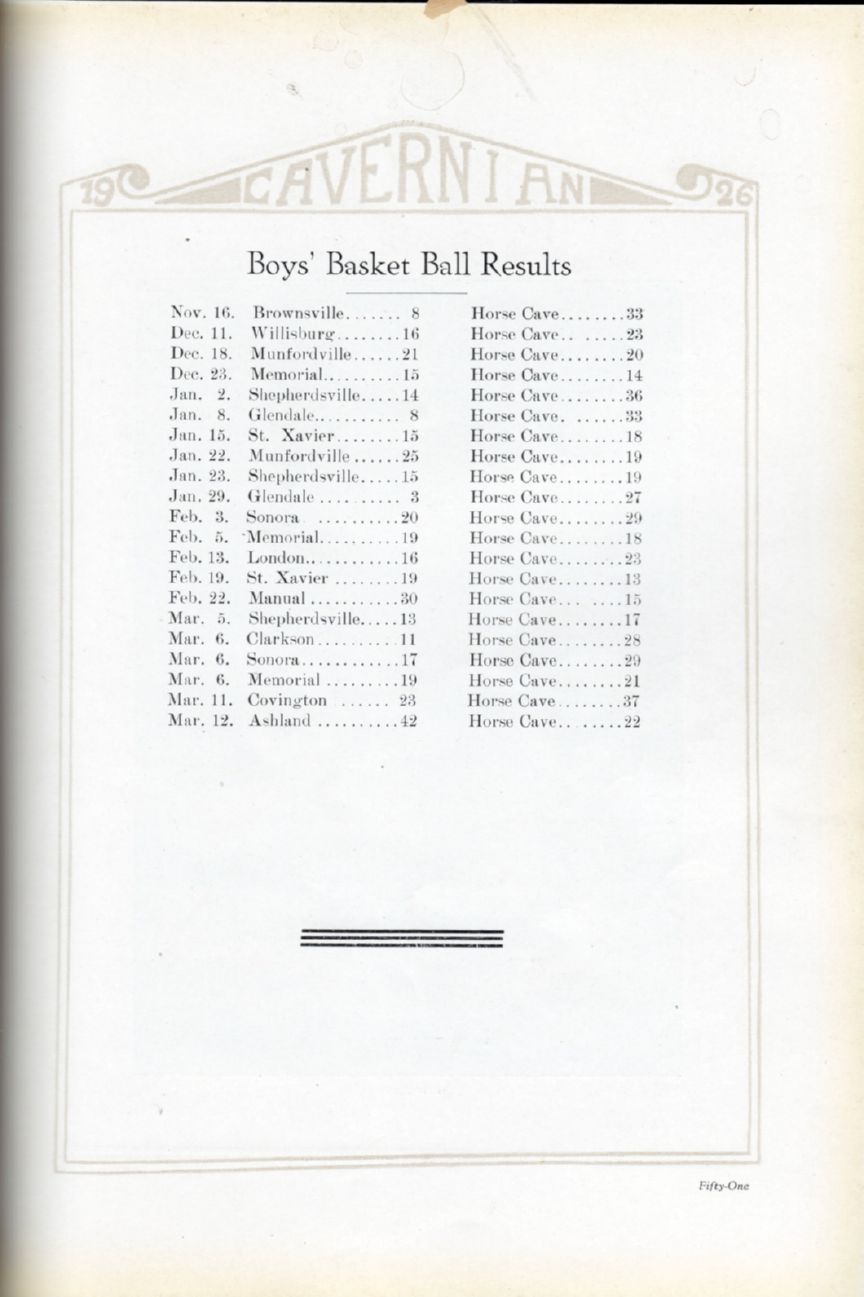 1926 CAVERNIAN
Boys' Basket Ball Results
Nov. 16. Brownsville....... 8 Horse Cave........33
Dec. 11. Willisburg........16 Horse Cave.. .....23
Dec. 18. Munfordville......21 Horse Cave........20
Dec. 23. Memorial..........15 Horse Cave........14
Jan. 2. Shepherdsville.....14 Horse Cave........36
Jan. 8. Glendale........... 8 Horse Cave. ......33
Jan. 15. St. Xavier........15 Horse Cave........18
Jan. 22. Munfordville ......25 Horse Cave........19
Jan. 23. Shepherdsville.....15 Horse Cave........19
Jan. 29. Glendale .......... 3 Horse Cave........27
Feb. 3. Sonora ..........20 Horse Cave........29
Feb. 5. Memorial..........19 Horse Cave........18
Feb. 13. London............16 Horse Cave........23
Feb. 19. St. Xavier ........19 Horse Cave........13
Feb. 22. Manual ...........30 Horse Cave... ....15
Mar. 5. Shepherdsville.....13 Horse Cave........17
Mar. 6. Clarkson..........11 Horse Cave........28
Mar. 6. Sonora............17 Horse Cave........29
Mar. 6. Memorial .........19 Horse Cave........21
Mar. 11. Covington ....... 23 Horse Cave........37
Mar. 12. Ashland ..........42 Horse Cave.. ......22
Fifty-One